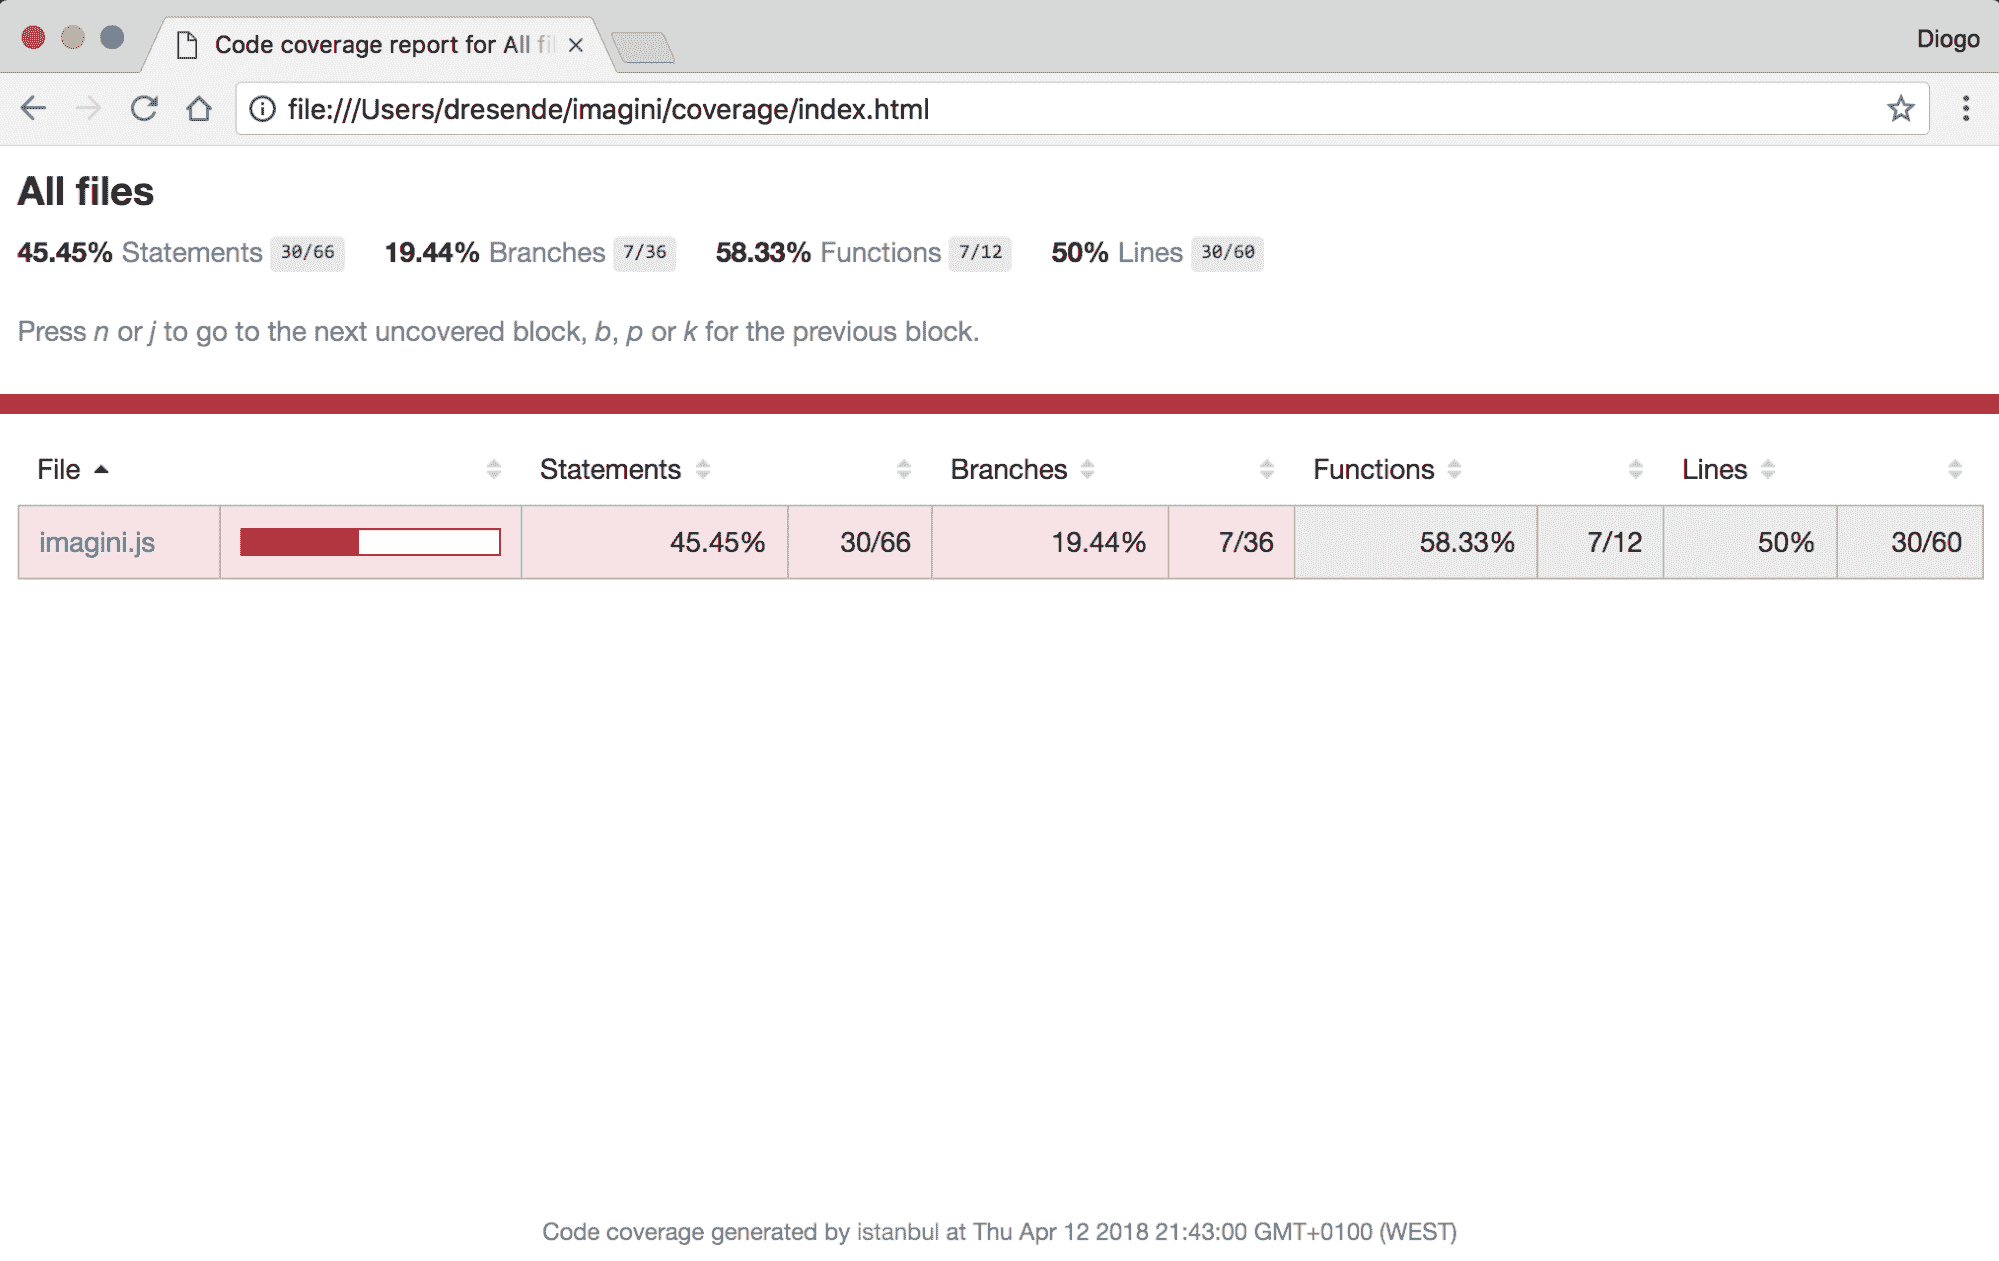 Code coverage report for All fil
Diogo
file:///Users/dresende/imagini/coverage/index.html
All files
45.45% Statements 30/66 19.44% Branches 7/36 58.33% Functions 7/12 50% Lines 30/60
Press n or j to go to the next uncovered block, b, p or k for the previous block.
File Statements Branches Functions Lines
imagini.js 45.45% 30/66 19.44% 7/36 58.33% 7/12 50% 30/60
Code coverage generated by istanbul at Thu Apr 12 2018 21:43:00 GMT+0100 (WEST)